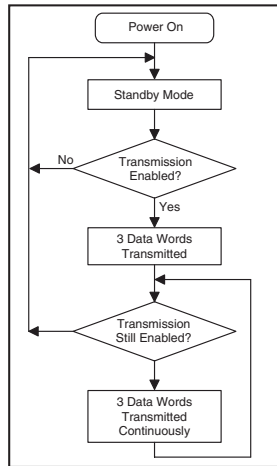 Power On
Standby Mode
Transmission
Enabled?
No
Yes
3 Data Words
Transmitted
Transmission
Still Enabled?
3 Data Words
Transmitted
Continuously